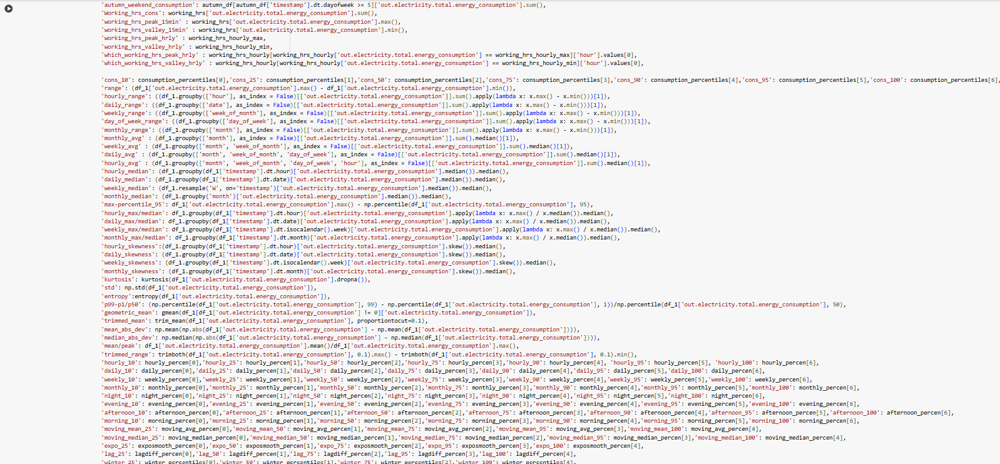 'autumn_weekend_consumption': autumn_df[autumn_df['timestamp'].dt.dayofweek >= 5]['out.electricity.total.energy_consumption'].sum(),
'Working_hrs_cons': working_hrs['out.electricity.total.energy_consumption'].sum(),
'working_hrs_peak_15min' : working_hrs['out.electricity.total.energy_consumption'].max(),
'working_hrs_valley_15min' : working_hrs['out.electricity.total.energy_consumption'].min(),
'working_hrs_peak_hrly' : working_hrs_hourly_max,
'working_hrs_valley_hrly' : working_hrs_hourly_min,
'which_working_hrs_peak_hrly' : working_hrs_hourly[working_hrs_hourly['out.electricity.total.energy_consumption'] == working_hrs_hourly_max]['hour'].values[0],
'which_working_hrs_valley_hrly' : working_hrs_hourly[working_hrs_hourly['out.electricity.total.energy_consumption'] == working_hrs_hourly_min]['hour'].values[0],
'cons_10': consumption_percentiles[0],'cons_25': consumption_percentiles[1],'cons_50': consumption_percentiles[2],'cons_75': consumption_percentiles[3],'cons_90': consumption_percentiles[4],'cons_95': consumption_percentiles[5],'cons_100': consumption_percentiles[6],
'range': (df_1['out.electricity.total.energy_consumption'].max() - df_1['out.electricity.total.energy_consumption'].min()),
'hourly_range': ((df_1.groupby(['hour'], as_index = False)[['out.electricity.total.energy_consumption']].sum().apply(lambda x: x.max() - x.min()))[1]),
'daily_range': ((df_1.groupby(['date'], as_index = False)[['out.electricity.total.energy_consumption']].sum().apply(lambda x: x.max() - x.min()))[1]),
'weekly_range': ((df_1.groupby(['week_of_month'], as_index = False)[['out.electricity.total.energy_consumption']].sum().apply(lambda x: x.max() - x.min()))[1]),
'day_of_week_range': ((df_1.groupby(['day_of_week'], as_index = False)[['out.electricity.total.energy_consumption']].sum().apply(lambda x: x.max() - x.min()))[1]),
'monthly_range': ((df_1.groupby(['month'], as_index = False)[['out.electricity.total.energy_consumption']].sum().apply(lambda x: x.max() - x.min()))[1]),
'monthly_avg' : (df_1.groupby(['month'], as_index = False)[['out.electricity.total.energy_consumption']].sum().median()[1]),
'weekly_avg' : (df_1.groupby(['month', 'week_of_month'], as_index = False)[['out.electricity.total.energy_consumption']].sum().median()[1]),
'daily_avg' : (df_1.groupby(['month', 'week_of_month', 'day_of_week'], as_index = False)[['out.electricity.total.energy_consumption']].sum().median()[1]),
'hourly_avg' : (df_1.groupby(['month', 'week_of_month', 'day_of_week', 'hour'], as_index = False)[['out.electricity.total.energy_consumption']].sum().median()[1]),
'hourly_median': (df_1.groupby(df_1['timestamp'].dt.hour)['out.electricity.total.energy_consumption'].median()).median(),
'daily_median': (df_1.groupby(df_1['timestamp'].dt.date)['out.electricity.total.energy_consumption'].median()).median(),
'weekly_median': (df_1.resample('W', on='timestamp')['out.electricity.total.energy_consumption'].median()).median(),
'monthly_median': (df_1.groupby('month')['out.electricity.total.energy_consumption'].median()).median(),
'max-percentile_95': df_1['out.electricity.total.energy_consumption'].max() - np.percentile(df_1['out.electricity.total.energy_consumption'], 95),
'hourly_max/median': df_1.groupby(df_1['timestamp'].dt.hour)['out.electricity.total.energy_consumption'].apply(lambda x: x.max() / x.median()).median(),
'daily_max/median': df_1.groupby(df_1['timestamp'].dt.date)['out.electricity.total.energy_consumption'].apply(lambda x: x.max() / x.median()).median(),
'weekly_max/median': df_1.groupby(df_1['timestamp'].dt.isocalendar().week)['out.electricity.total.energy_consumption'].apply(lambda x: x.max() / x.median()).median(),
'monthly_max/median': df_1.groupby(df_1['timestamp'].dt.month)['out.electricity.total.energy_consumption'].apply(lambda x: x.max() / x.median()).median(),
'hourly_skewness':(df_1.groupby(df_1['timestamp'].dt.hour)['out.electricity.total.energy_consumption'].skew()).median(),
'daily_skewness': (df_1.groupby(df_1['timestamp'].dt.date)['out.electricity.total.energy_consumption'].skew()).median(),
'weekly_skewness': (df_1.groupby(df_1['timestamp'].dt.isocalendar().week)['out.electricity.total.energy_consumption'].skew()).median(),
'monthly_skewness': (df_1.groupby(df_1['timestamp'].dt.month)['out.electricity.total.energy_consumption'].skew()).median(),
'kurtosis': kurtosis(df_1['out.electricity.total.energy_consumption'].dropna()),
'std': np.std(df_1['out.electricity.total.energy_consumption']),
'entropy':entropy(df_1['out.electricity.total.energy_consumption']),
'p99-p1/p50': (np.percentile(df_1['out.electricity.total.energy_consumption'], 99) - np.percentile(df_1['out.electricity.total.energy_consumption'], 1))/np.percentile(df_1['out.electricity.total.energy_consumption'], 50),
'geometric_mean': gmean(df_1[df_1['out.electricity.total.energy_consumption'] != 0]['out.electricity.total.energy_consumption']),
'trimmed_mean': trim_mean(df_1['out.electricity.total.energy_consumption'], proportiontocut=0.1),
'mean_abs_dev': np.mean(np.abs(df_1['out.electricity.total.energy_consumption'] - np.mean(df_1['out.electricity.total.energy_consumption']))),
'median_abs_dev': np.median(np.abs(df_1['out.electricity.total.energy_consumption'] - np.median(df_1['out.electricity.total.energy_consumption']))),
'mean/peak': df_1['out.electricity.total.energy_consumption'].mean()/df_1['out.electricity.total.energy_consumption'].max(),
'trimmed_range': trimboth(df_1['out.electricity.total.energy_consumption'], 0.1).max() - trimboth(df_1['out.electricity.total.energy_consumption'], 0.1).min(),
'hourly_10': hourly_percen[0],'hourly_25': hourly_percen[1],'hourly_50': hourly_percen[2],'hourly_75': hourly_percen[3],'hourly_90': hourly_percen[4], 'hourly_95': hourly_percen[5], 'hourly_100': hourly_percen[6],
'daily_10': daily_percen[0],'daily_25': daily_percen[1],'daily_50': daily_percen[2],'daily_75': daily_percen[3],'daily_90': daily_percen[4],'daily_95': daily_percen[5],'daily_100': daily_percen[6],
'weekly_10': weekly_percen[0],'weekly_25': weekly_percen[1],'weekly_50': weekly_percen[2],'weekly_75': weekly_percen[3],'weekly_90': weekly_percen[4],'weekly_95': weekly_percen[5],'weekly_100': weekly_percen[6],
'monthly_10': monthly_percen[0],'monthly_25': monthly_percen[1],'monthly_50': monthly_percen[2],'monthly_75': monthly_percen[3],'monthly_90': monthly_percen[4],'monthly_95': monthly_percen[5],'monthly_100': monthly_percen[6],
'night_10': night_percen[0],'night_25': night_percen[1],'night_50': night_percen[2],'night_75': night_percen[3],'night_90': night_percen[4],'night_95': night_percen[5],'night_100': night_percen[6],
'evening_10': evening_percen[0],'evening_25': evening_percen[1],'evening_50': evening_percen[2],'evening_75': evening_percen[3],'evening_90': evening_percen[4],'evening_95': evening_percen[5],'evening_100': evening_percen[6],
'afternoon_10': afternoon_percen[0],'afternoon_25': afternoon_percen[1],'afternoon_50': afternoon_percen[2],'afternoon_75': afternoon_percen[3],'afternoon_90': afternoon_percen[4],'afternoon_95': afternoon_percen[5],'afternoon_100': afternoon_percen[6],
'morning_10': morning_percen[0],'morning_25': morning_percen[1],'morning_50': morning_percen[2],'morning_75': morning_percen[3],'morning_90': morning_percen[4],'morning_95': morning_percen[5],'morning_100': morning_percen[6],
'moving_mean_25': moving_avg_percen[0],'moving_mean_50': moving_avg_percen[1],'moving_mean_75': moving_avg_percen[2],'moving_mean_95': moving_avg_percen[3],'moving_mean_100': moving_avg_percen[4],
'moving_median_25': moving_median_percen[0],'moving_median_50': moving_median_percen[1],'moving_median_75': moving_median_percen[2],'moving_median_95': moving_median_percen[3],'moving_median_100': moving_median_percen[4],
'expo_25': exposmooth_percen[0],'expo_50': exposmooth_percen[1],'expo_75': exposmooth_percen[2],'expo_95': exposmooth_percen[3],'expo_100': exposmooth_percen[4],
'lag_25': lagdiff_percen[0],'lag_50': lagdiff_percen[1],'lag_75': lagdiff_percen[2],'lag_95': lagdiff_percen[3],'lag_100': lagdiff_percen[4],
'winter_25': winter_percentiles[0],'winter_50': winter_percentiles[1],'winter_75': winter_percentiles[2],'winter_100': winter_percentiles[4],